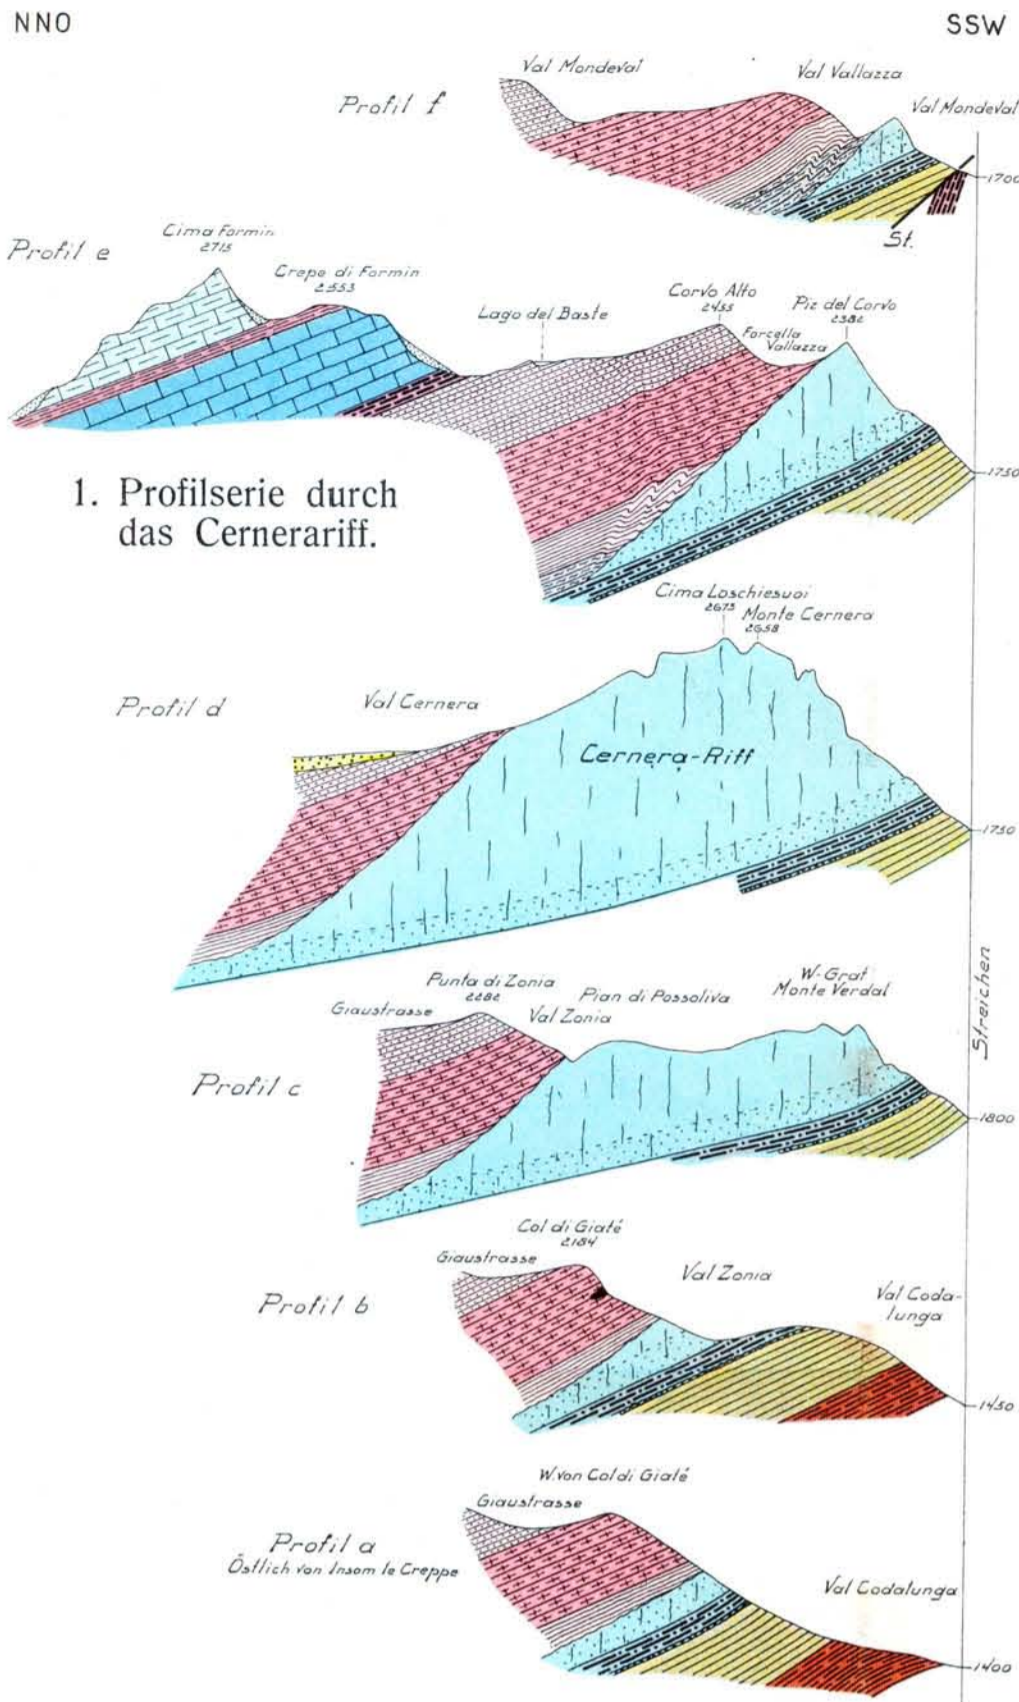 NNO
SSW
Val Mondeval
Val Vallazza
Profil f
Val Mondeval
1700
St.
Profil e
Cima Formin
2715
Crepe di Formin
2553
Lago del Baste
Corvo Alto
2455
Forcella
Vallazza
Piz del Corvo
2382
1750
1. Profilserie durch
das Cernerariff.
Cima Loschiesuoi
2673
Monte Cernera
2658
Profil d
Val Cernera
Cernera-Riff
1750
Streichen
Punta di Zonia
2282
Giaustrasse
Val Zonia
Pian di Possoliva
W-Grat
Monte Verdal
Profil c
1800
Col di Giaté
2184
Giaustrasse
Val Zonia
Val Coda-
lunga
Profil b
1450
W.von Col di Giaté
Giaustrasse
Profil a
Östlich von Insom le Creppe
Val Codalunga
1400